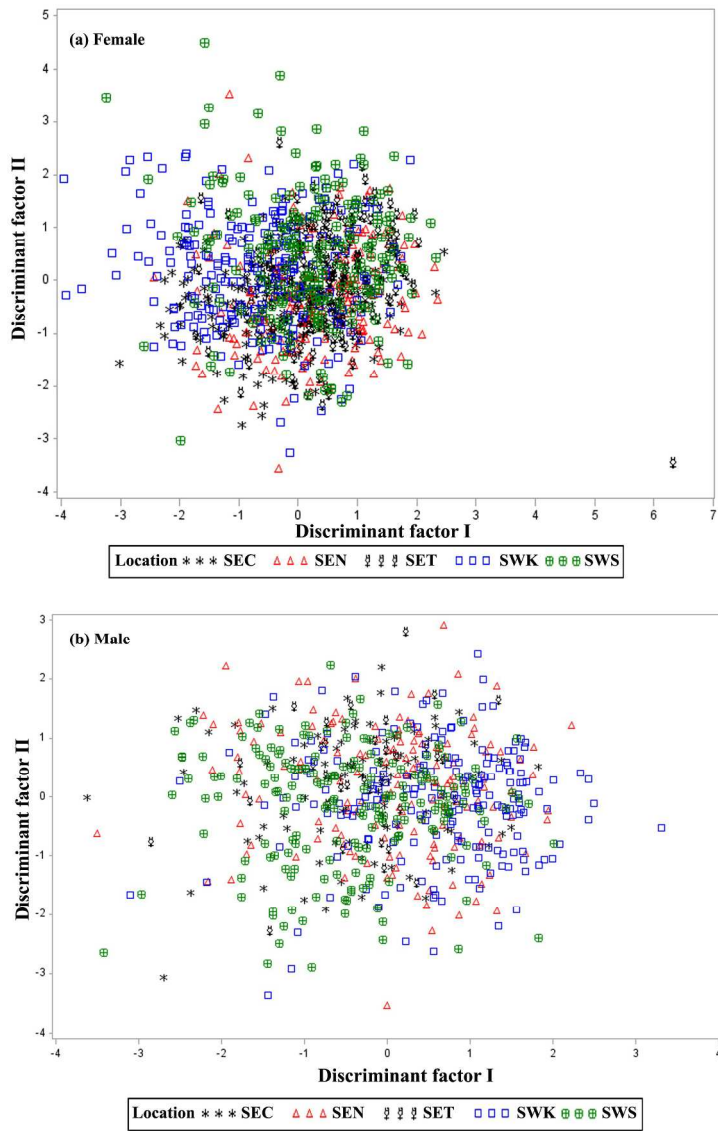 (a) Female
Discriminant factor II
5
4
3
2
1
0
-1
-2
-3
-4
-4 -3 -2 -1 0 1 2 3 4 5 6 7
Discriminant factor I
Location * * * SEC △ △ △ SEN SET □ □ □ SWK ⊞ ⊞ ⊞ SWS
(b) Male
Discriminant factor II
3
2
1
0
-1
-2
-3
-4
-4 -3 -2 -1 0 1 2 3 4
Discriminant factor I
Location * * * SEC △ △ △ SEN SET □ □ □ SWK ⊞ ⊞ ⊞ SWS